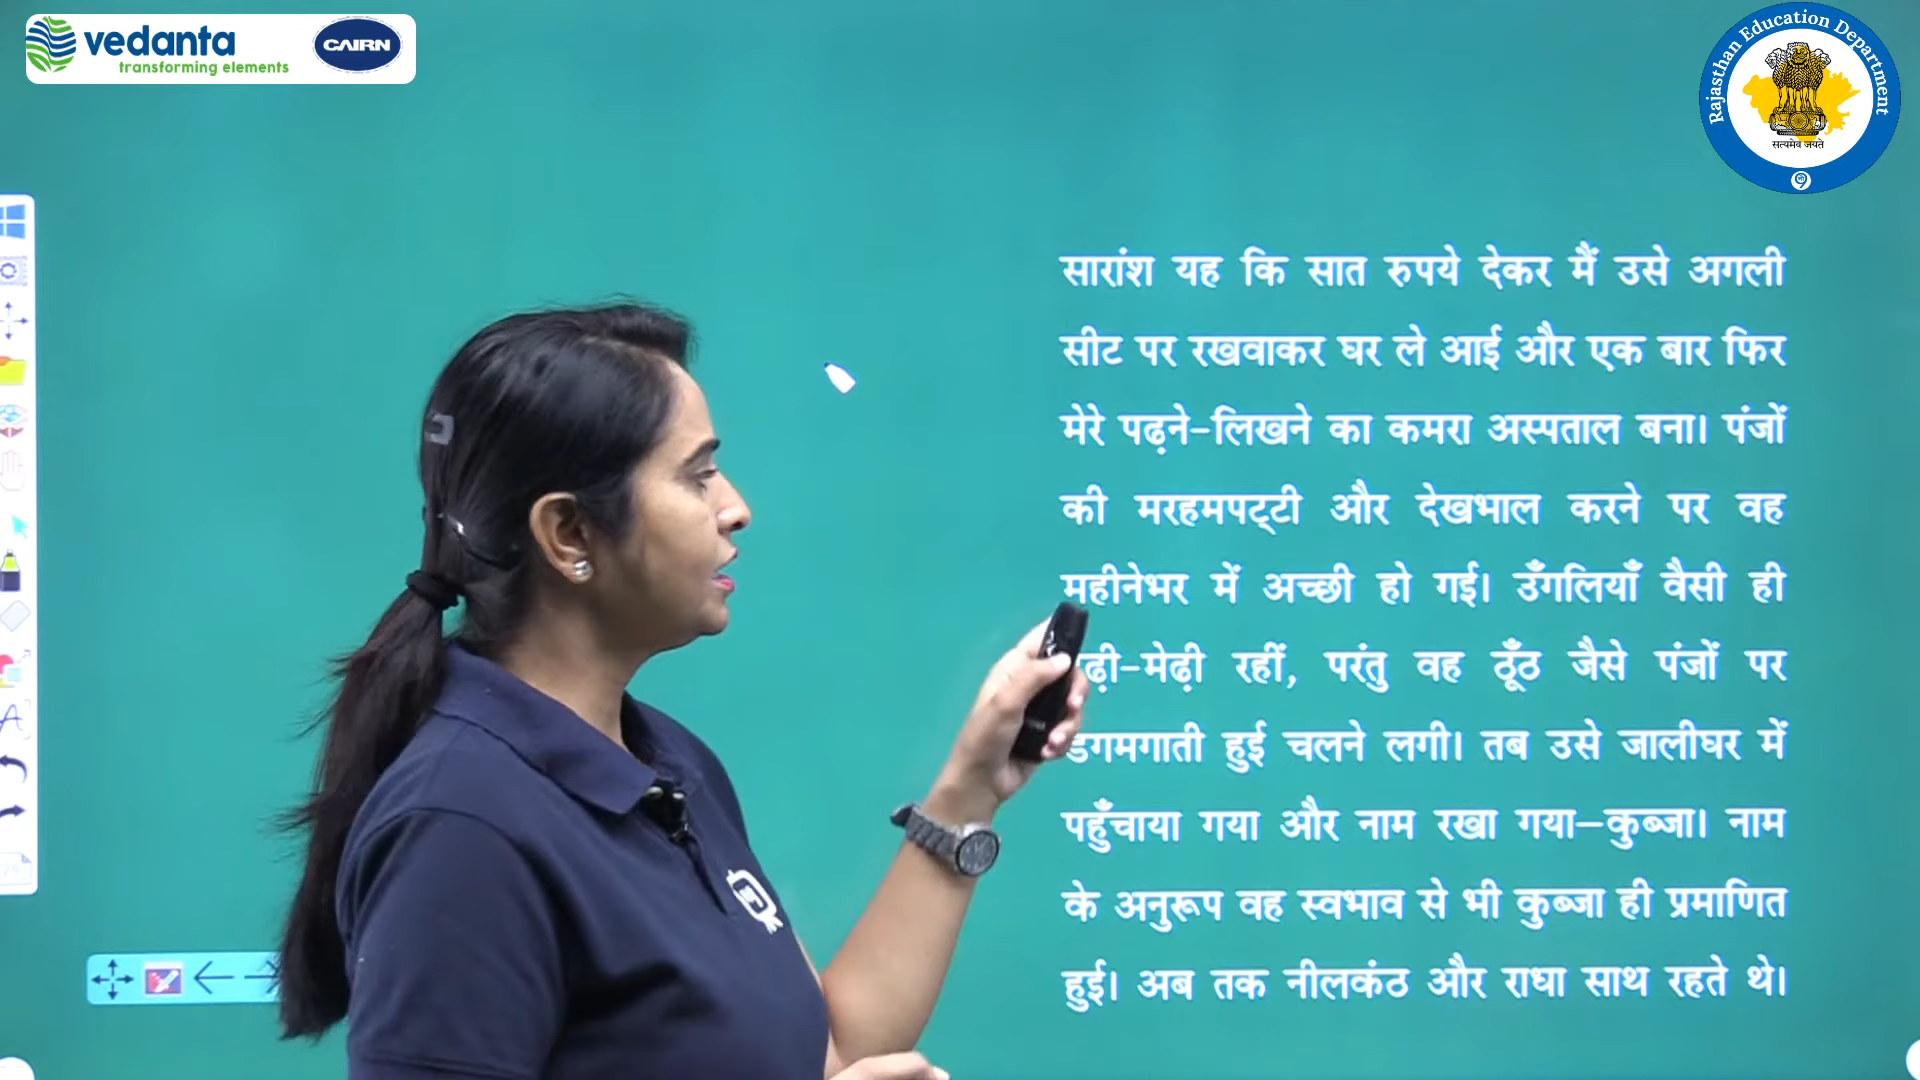 vedanta
transforming elements
CAIRN
Rajasthan Education Department
सत्यमेव जयते
सारांश यह कि सात रुपये देकर मैं उसे अगली
सीट पर रखवाकर घर ले आई और एक बार फिर
मेरे पढ़ने-लिखने का कमरा अस्पताल बना। पंजों
की मरहमपट्टी और देखभाल करने पर वह
महीनेभर में अच्छी हो गई। उँगलियाँ वैसी ही
ढ़ी-मेढ़ी रहीं, परंतु वह ठूँठ जैसे पंजों पर
डगमगाती हुई चलने लगी। तब उसे जालीघर में
पहुँचाया गया और नाम रखा गया—कुब्जा। नाम
के अनुरूप वह स्वभाव से भी कुब्जा ही प्रमाणित
हुई। अब तक नीलकंठ और राधा साथ रहते थे।